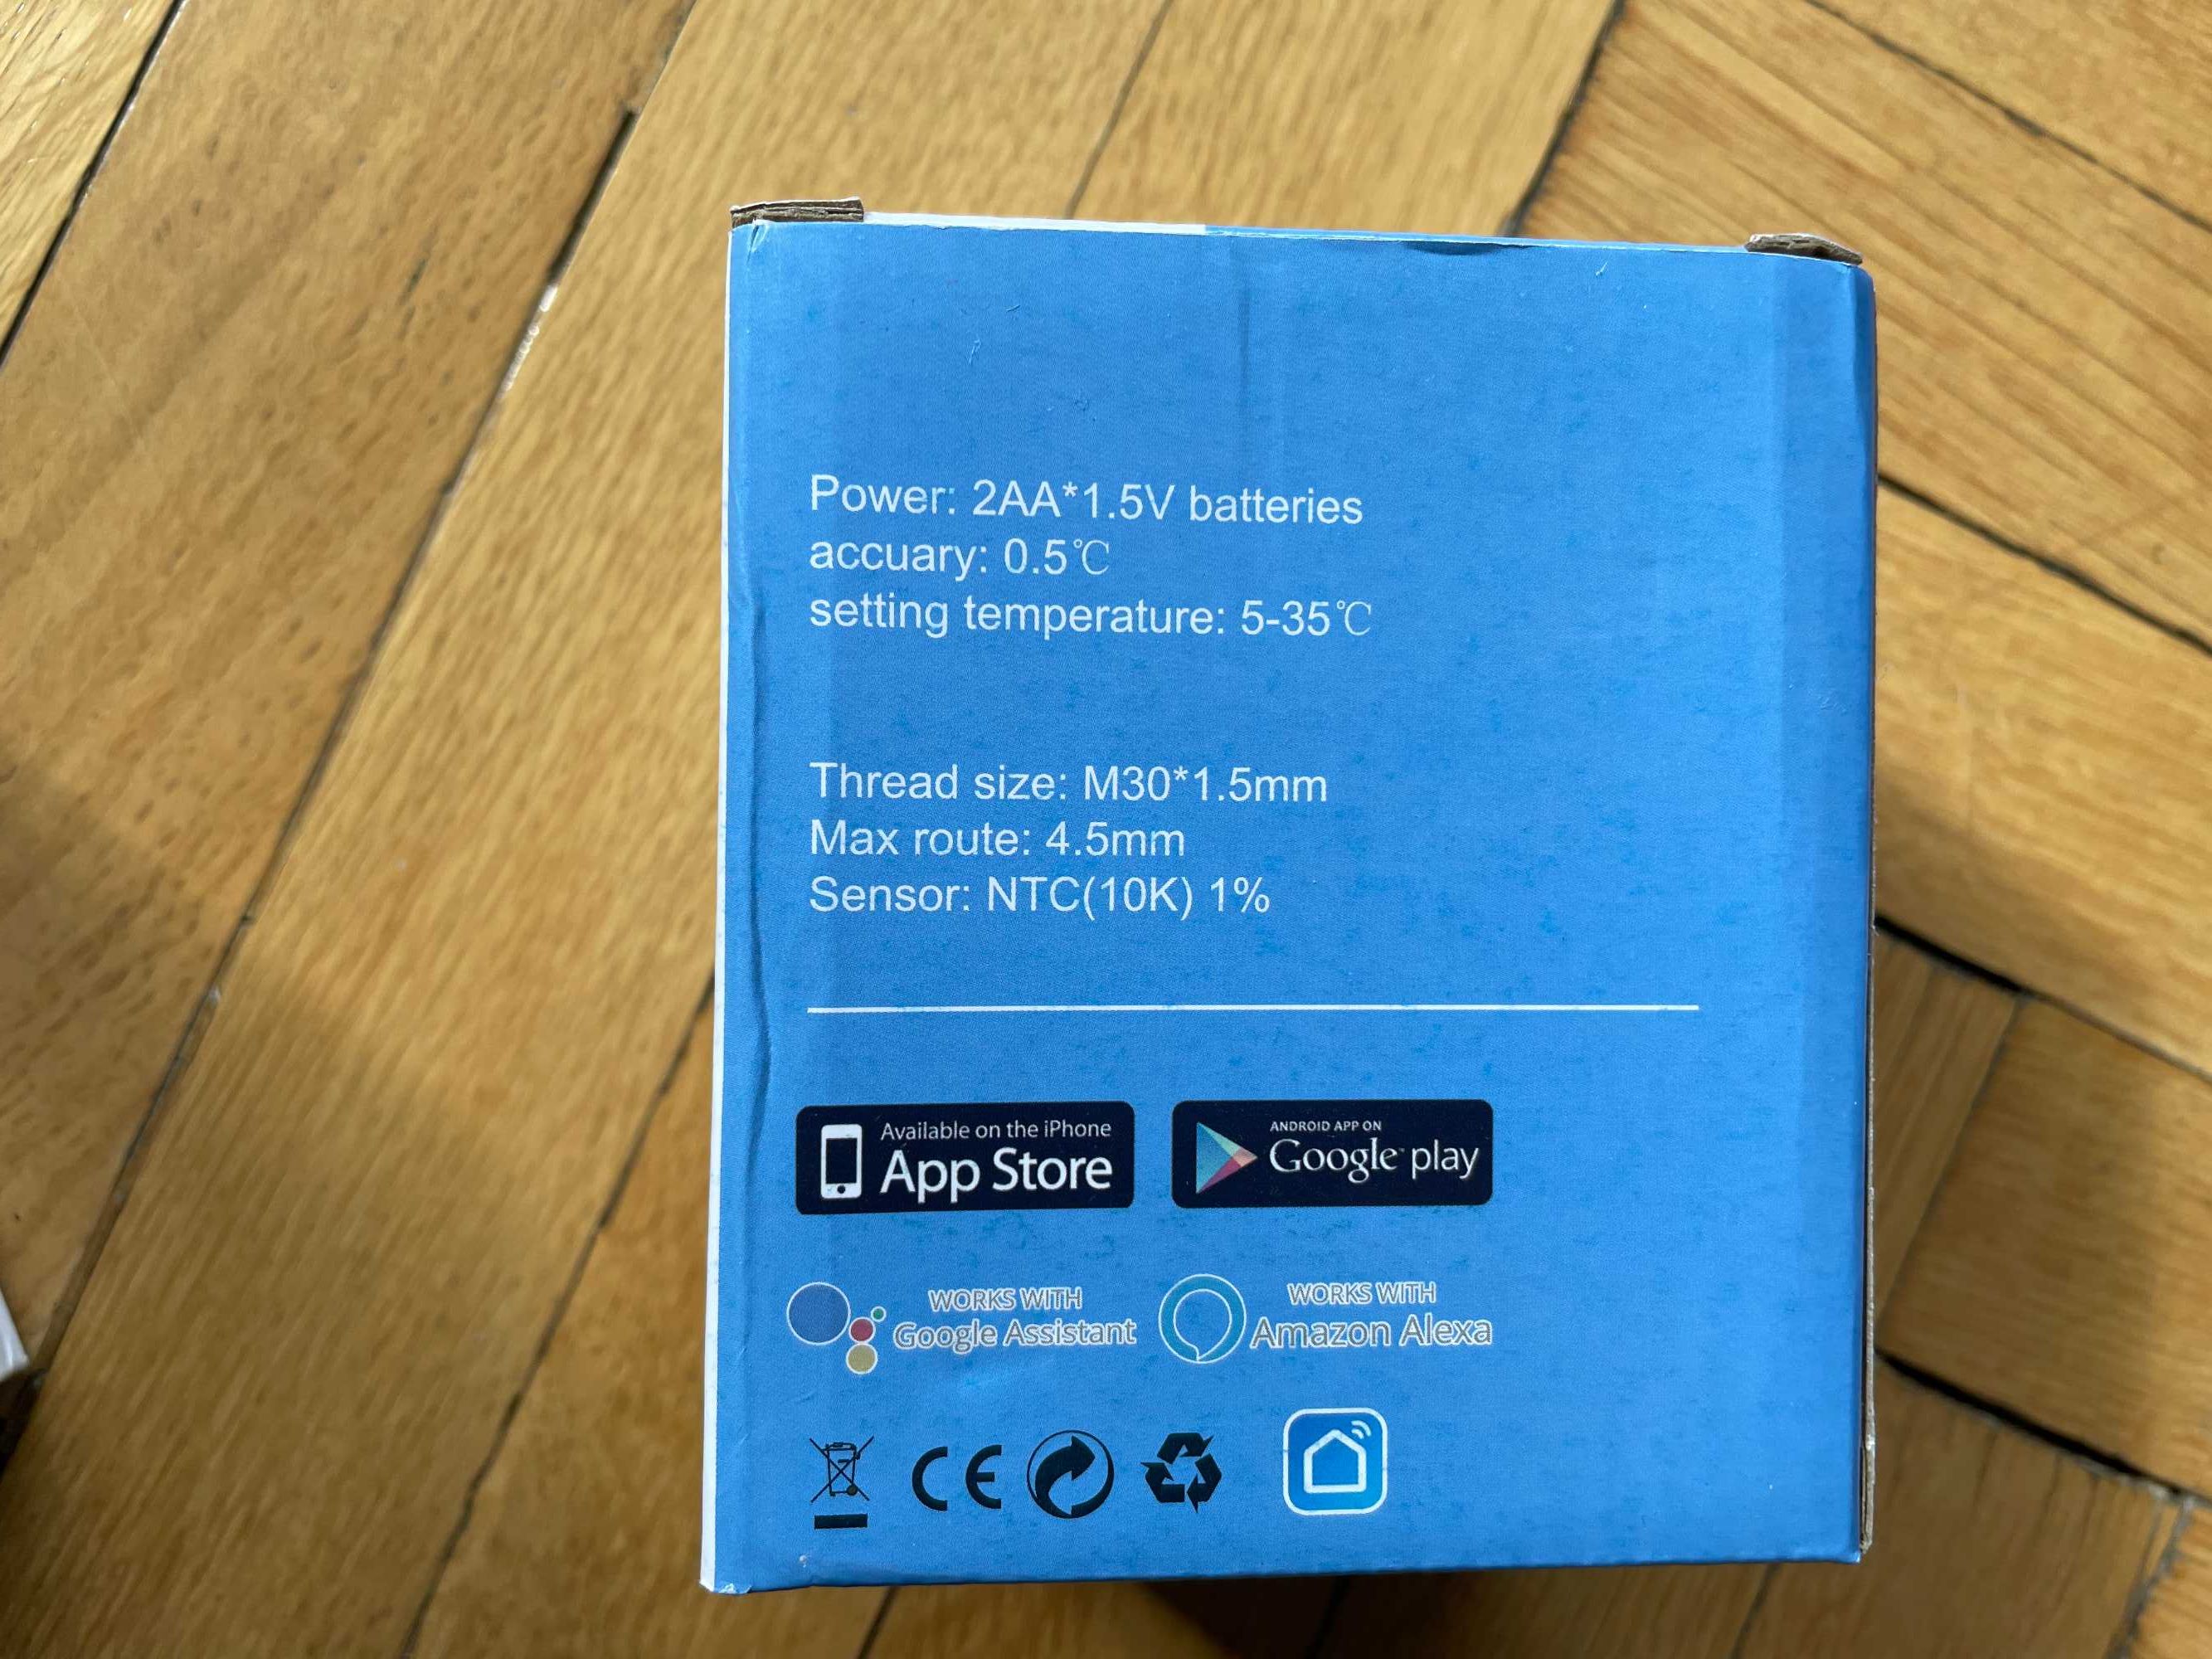 Power: 2AA*1.5V batteries
accuary: 0.5℃
setting temperature: 5-35℃
Thread size: M30*1.5mm
Max route: 4.5mm
Sensor: NTC(10K) 1%
Available on the iPhone
App Store
ANDROID APP ON
Google play
WORKS WITH
Google Assistant
WORKS WITH
Amazon Alexa
CE